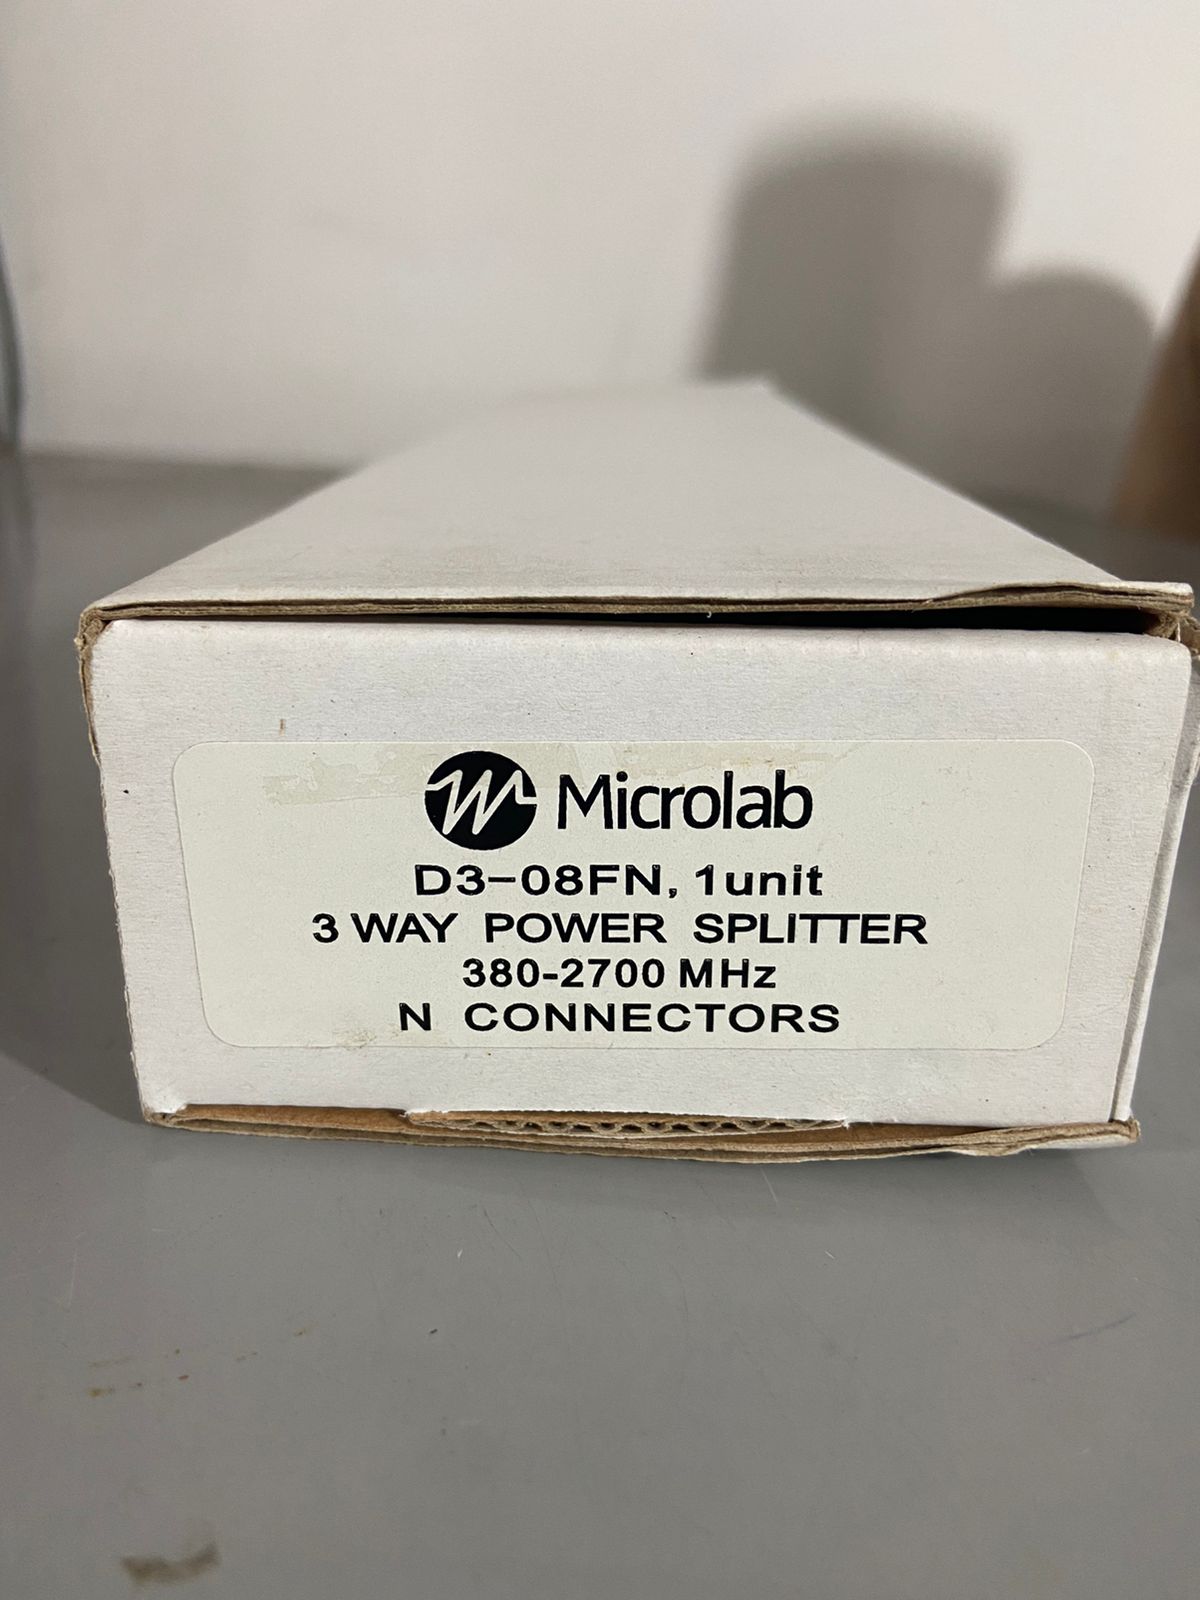 Microlab
D3-08FN, 1unit
3 WAY POWER SPLITTER
380-2700 MHz
N CONNECTORS